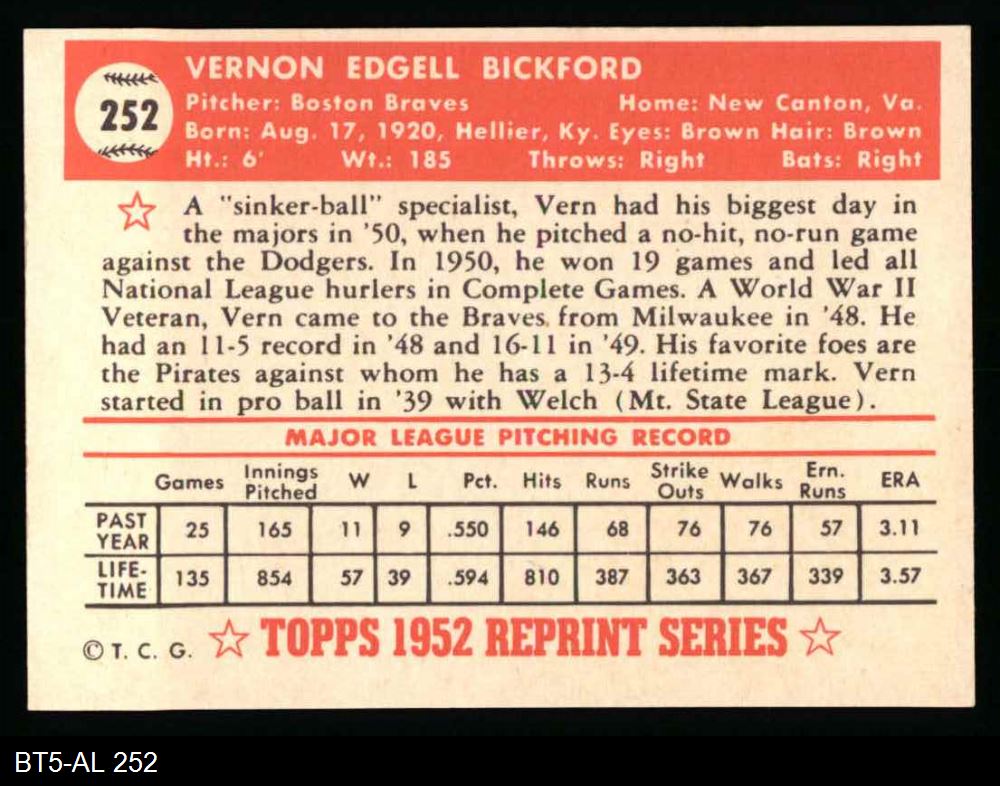 252
VERNON EDGELL BICKFORD
Pitcher: Boston Braves Home: New Canton, Va.
Born: Aug. 17, 1920, Hellier, Ky. Eyes: Brown Hair: Brown
Ht.: 6' Wt.: 185 Throws: Right Bats: Right
A "sinker-ball" specialist, Vern had his biggest day in
the majors in '50, when he pitched a no-hit, no-run game
against the Dodgers. In 1950, he won 19 games and led all
National League hurlers in Complete Games. A World War II
Veteran, Vern came to the Braves from Milwaukee in '48. He
had an 11-5 record in '48 and 16-11 in '49. His favorite foes are
the Pirates against whom he has a 13-4 lifetime mark. Vern
started in pro ball in '39 with Welch (Mt. State League).
MAJOR LEAGUE PITCHING RECORD
Games Innings Pitched W L Pct. Hits Runs Strike Outs Walks Ern. Runs ERA
PAST YEAR 25 165 11 9 .550 146 68 76 76 57 3.11
LIFE-TIME 135 854 57 39 .594 810 387 363 367 339 3.57
© T. C. G. TOPPS 1952 REPRINT SERIES
BT5-AL 252